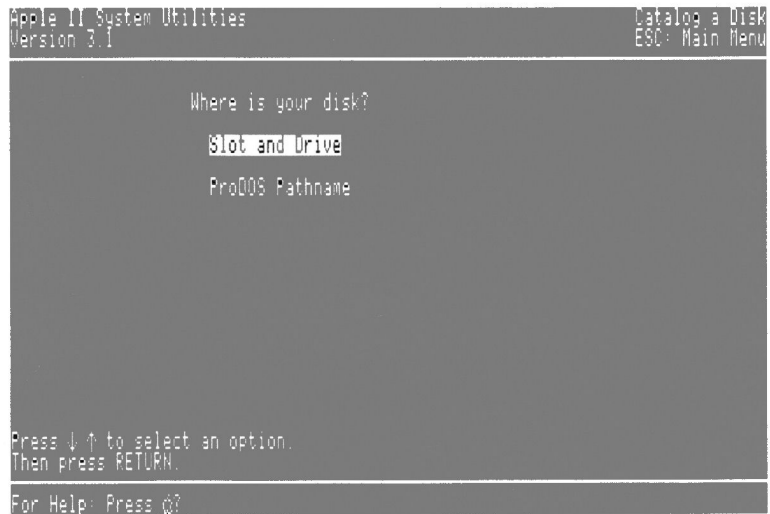 Apple II System Utilities
Catalog a Disk
Version 3.1
ESC: Main Menu
Where is your disk?
Slot and Drive
ProDOS Pathname
Press ↓ ↑ to select an option.
Then press RETURN.
For Help: Press ?